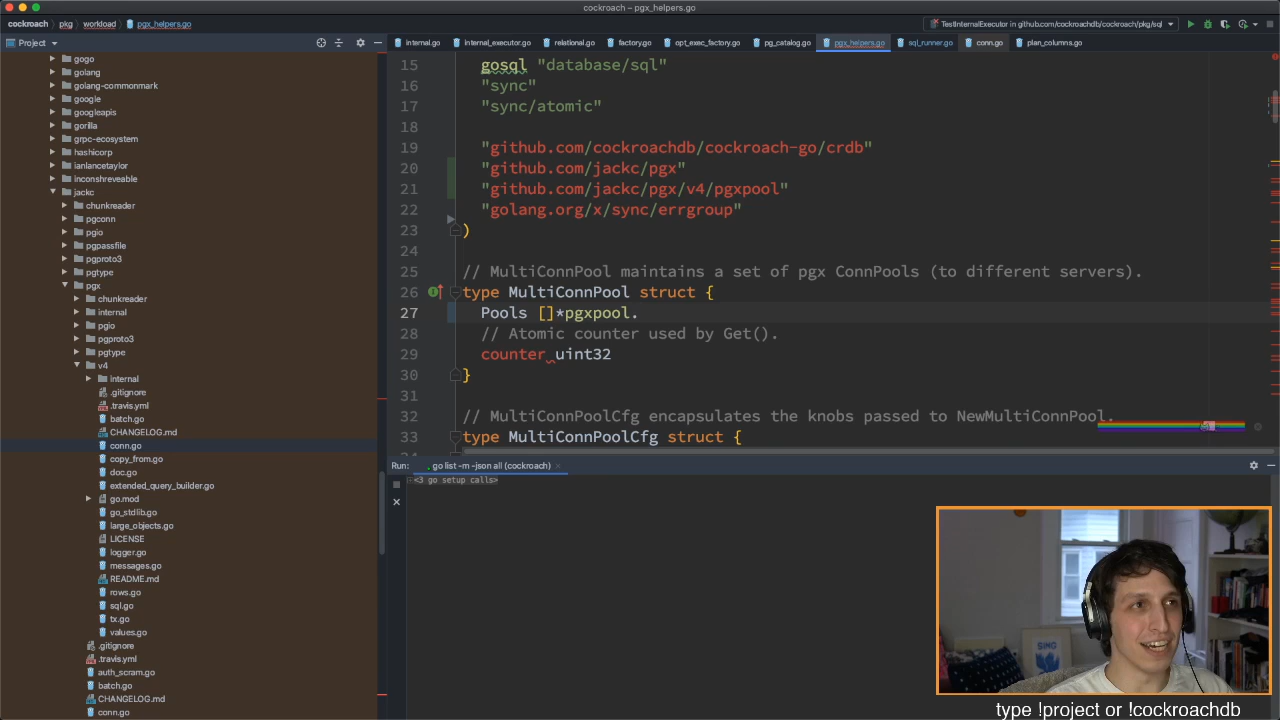 cockroach – pgx_helpers.go
cockroach
pkg
workload
pgx_helpers.go
TestInternalExecutor in github.com/cockroachdb/cockroach/pkg/sql
Project
internal.go
internal_executor.go
relational.go
factory.go
opt_exec_factory.go
pg_catalog.go
pgx_helpers.go
sql_runner.go
conn.go
plan_columns.go
gogo
golang
golang-commonmark
google
googleapis
gorilla
grpc-ecosystem
hashicorp
ianlancetaylor
inconshreveable
jackc
chunkreader
pgconn
pgio
pgpassfile
pgproto3
pgtype
pgx
chunkreader
internal
pgio
pgproto3
pgtype
v4
internal
.gitignore
.travis.yml
batch.go
CHANGELOG.md
conn.go
copy_from.go
doc.go
extended_query_builder.go
go.mod
go_stdlib.go
large_objects.go
LICENSE
logger.go
messages.go
README.md
rows.go
sql.go
tx.go
values.go
.gitignore
.travis.yml
auth_scram.go
batch.go
CHANGELOG.md
conn.go
15 gosql "database/sql"
16 "sync"
17 "sync/atomic"
18
19 "github.com/cockroachdb/cockroach-go/crdb"
20 "github.com/jackc/pgx"
21 "github.com/jackc/pgx/v4/pgxpool"
22 "golang.org/x/sync/errgroup"
23 )
24
25 // MultiConnPool maintains a set of pgx ConnPools (to different servers).
26 type MultiConnPool struct {
27 Pools []*pgxpool.
28 // Atomic counter used by Get().
29 counter uint32
30 }
31
32 // MultiConnPoolCfg encapsulates the knobs passed to NewMultiConnPool.
33 type MultiConnPoolCfg struct {
Run:
go list -m -json all (cockroach)
<3 go setup calls>
SING
type !project or !cockroachdb